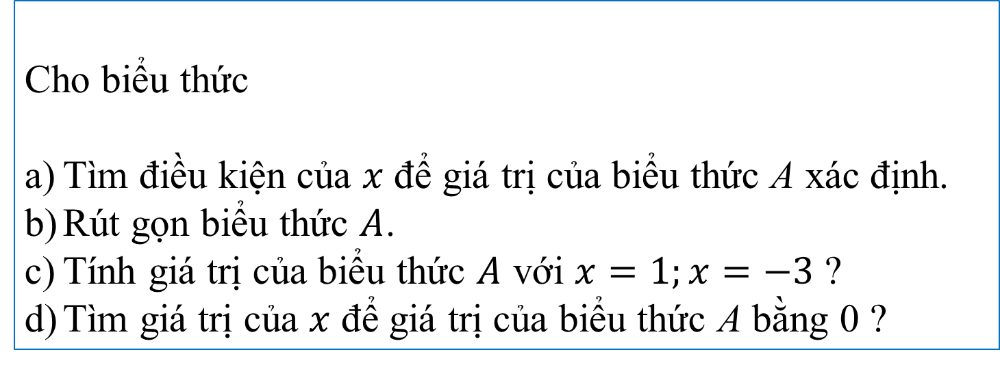 Cho biểu thức
a) Tìm điều kiện của x để giá trị của biểu thức A xác định.
b) Rút gọn biểu thức A.
c) Tính giá trị của biểu thức A với x = 1; x = −3 ?
d) Tìm giá trị của x để giá trị của biểu thức A bằng 0 ?